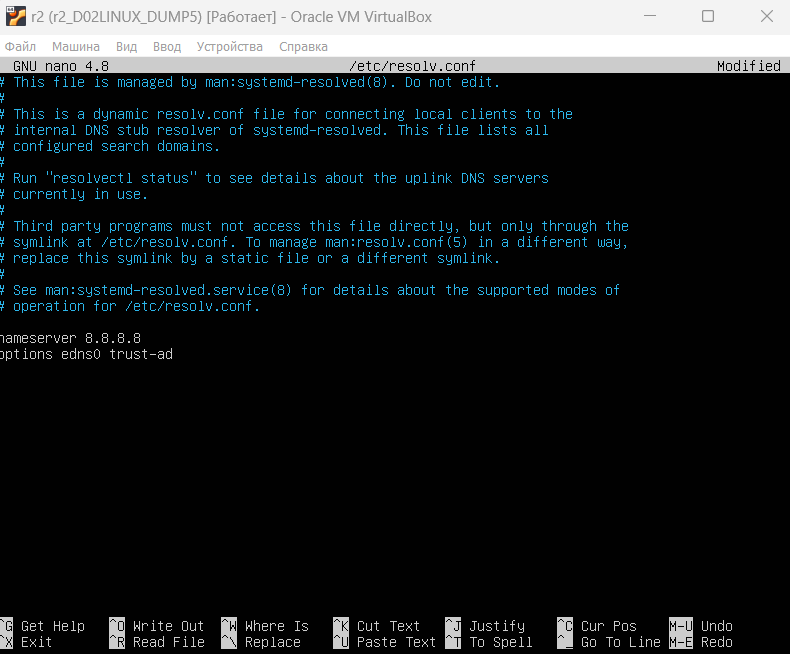 r2 (r2_D02LINUX_DUMP5) [Работает] - Oracle VM VirtualBox
Файл Машина Вид Ввод Устройства Справка
GNU nano 4.8 /etc/resolv.conf Modified
# This file is managed by man:systemd-resolved(8). Do not edit.
#
# This is a dynamic resolv.conf file for connecting local clients to the
# internal DNS stub resolver of systemd-resolved. This file lists all
# configured search domains.
#
# Run "resolvectl status" to see details about the uplink DNS servers
# currently in use.
#
# Third party programs must not access this file directly, but only through the
# symlink at /etc/resolv.conf. To manage man:resolv.conf(5) in a different way,
# replace this symlink by a static file or a different symlink.
#
# See man:systemd-resolved.service(8) for details about the supported modes of
# operation for /etc/resolv.conf.
nameserver 8.8.8.8
options edns0 trust-ad
^G Get Help ^O Write Out ^W Where Is ^K Cut Text ^J Justify ^C Cur Pos M-U Undo
^X Exit ^R Read File ^\ Replace ^U Paste Text ^T To Spell ^_ Go To Line M-E Redo